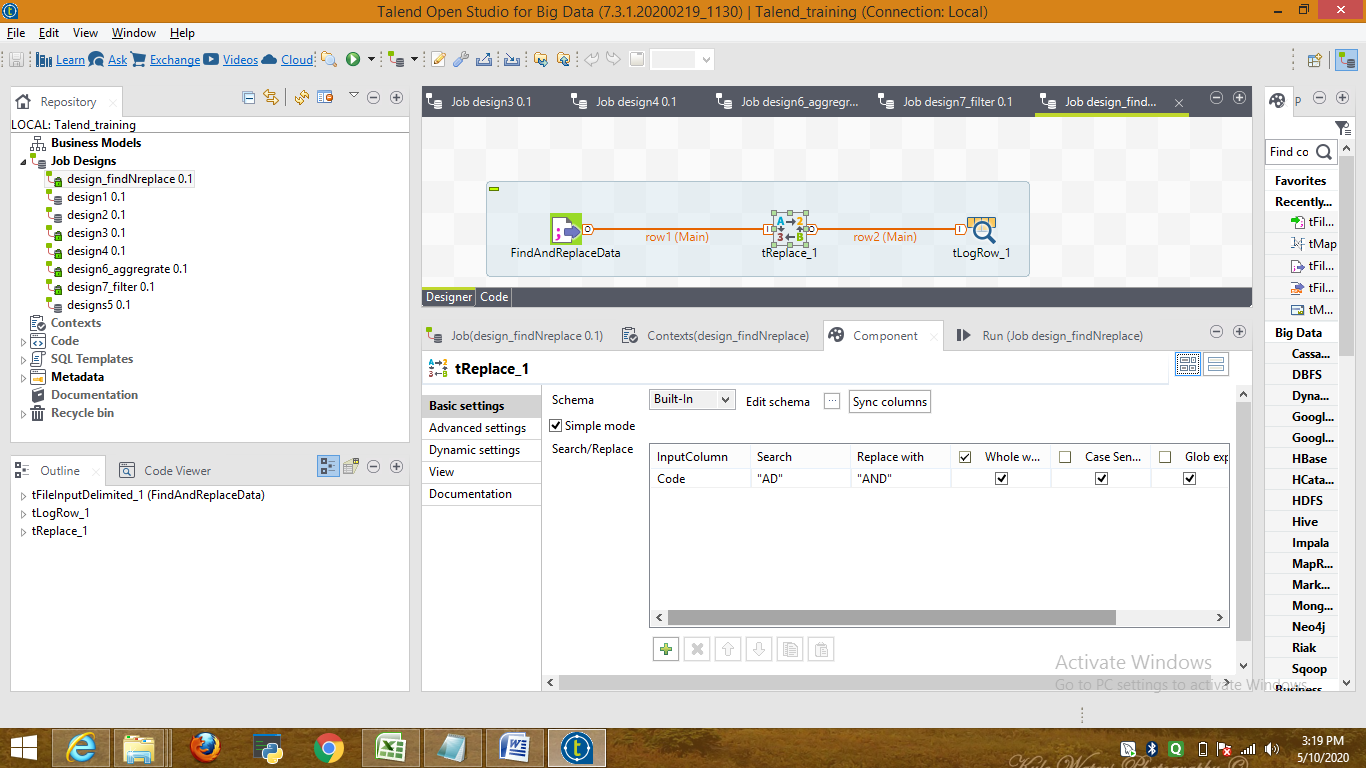 Talend Open Studio for Big Data (7.3.1.20200219_1130) | Talend_training (Connection: Local)
File Edit View Window Help
Learn Ask Exchange Videos Cloud
Repository
LOCAL: Talend_training
Business Models
Job Designs
design_findNreplace 0.1
design1 0.1
design2 0.1
design3 0.1
design4 0.1
design6_aggregrate 0.1
design7_filter 0.1
designs5 0.1
Contexts
Code
SQL Templates
Metadata
Documentation
Recycle bin
Outline Code Viewer
tFileInputDelimited_1 (FindAndReplaceData)
tLogRow_1
tReplace_1
Job design3 0.1 Job design4 0.1 Job design6_aggregr... Job design7_filter 0.1 Job design_find...
row1 (Main) row2 (Main)
FindAndReplaceData tReplace_1 tLogRow_1
Designer Code
Job(design_findNreplace 0.1) Contexts(design_findNreplace) Component Run (Job design_findNreplace)
tReplace_1
Basic settings
Advanced settings
Dynamic settings
View
Documentation
Schema Built-In Edit schema ... Sync columns
Simple mode
Search/Replace
InputColumn Search Replace with Whole w... Case Sen... Glob exp
Code "AD" "AND"
P
Find co
Favorites
Recently...
tFil...
tMap
tFil...
tFil...
tM...
Big Data
Cassa...
DBFS
Dyna...
Googl...
Googl...
HBase
HCata...
HDFS
Hive
Impala
MapR...
Mark...
Mong...
Neo4j
Riak
Sqoop
Business
Activate Windows
Go to PC settings to activate Windows.
3:19 PM
5/10/2020